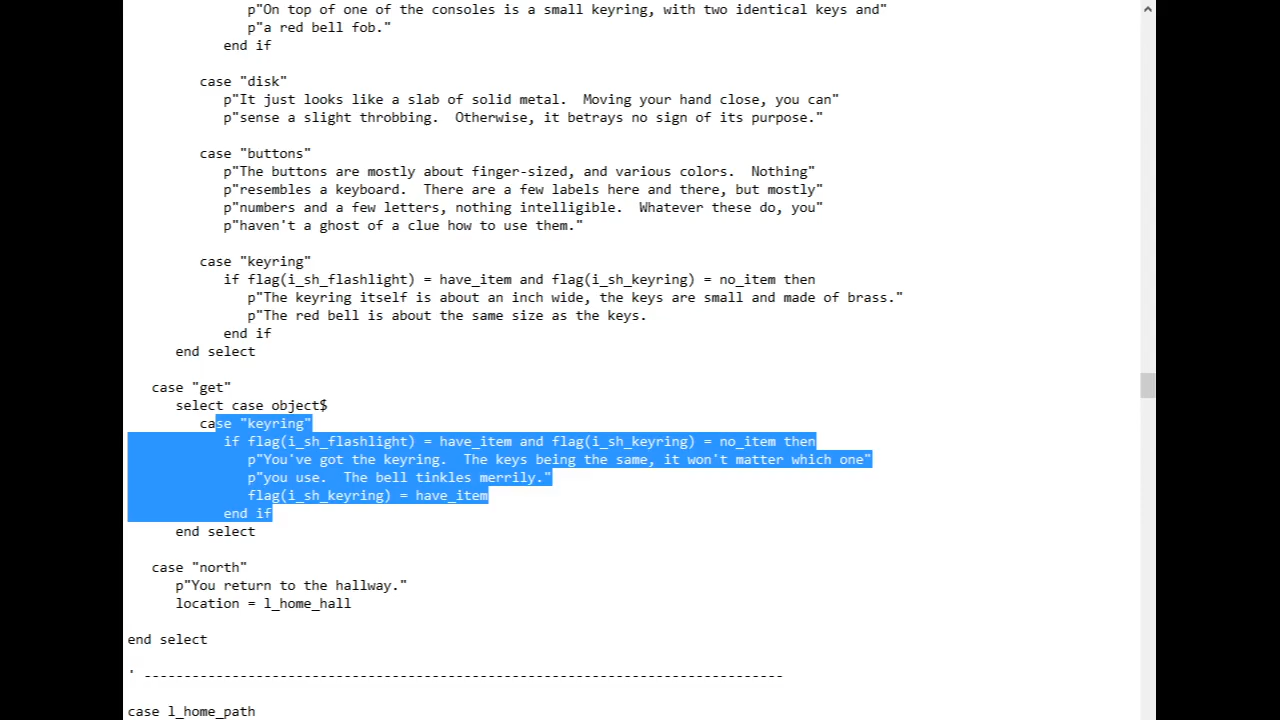 p"On top of one of the consoles is a small keyring, with two identical keys and"
p"a red bell fob."
end if
case "disk"
p"It just looks like a slab of solid metal.  Moving your hand close, you can"
p"sense a slight throbbing.  Otherwise, it betrays no sign of its purpose."
case "buttons"
p"The buttons are mostly about finger-sized, and various colors.  Nothing"
p"resembles a keyboard.  There are a few labels here and there, but mostly"
p"numbers and a few letters, nothing intelligible.  Whatever these do, you"
p"haven't a ghost of a clue how to use them."
case "keyring"
if flag(i_sh_flashlight) = have_item and flag(i_sh_keyring) = no_item then
p"The keyring itself is about an inch wide, the keys are small and made of brass."
p"The red bell is about the same size as the keys.
end if
end select
case "get"
select case object$
case "keyring"
if flag(i_sh_flashlight) = have_item and flag(i_sh_keyring) = no_item then
p"You've got the keyring.  The keys being the same, it won't matter which one"
p"you use.  The bell tinkles merrily."
flag(i_sh_keyring) = have_item
end if
end select
case "north"
p"You return to the hallway."
location = l_home_hall
end select
' --------------------------------------------------------------------------------
case l_home_path